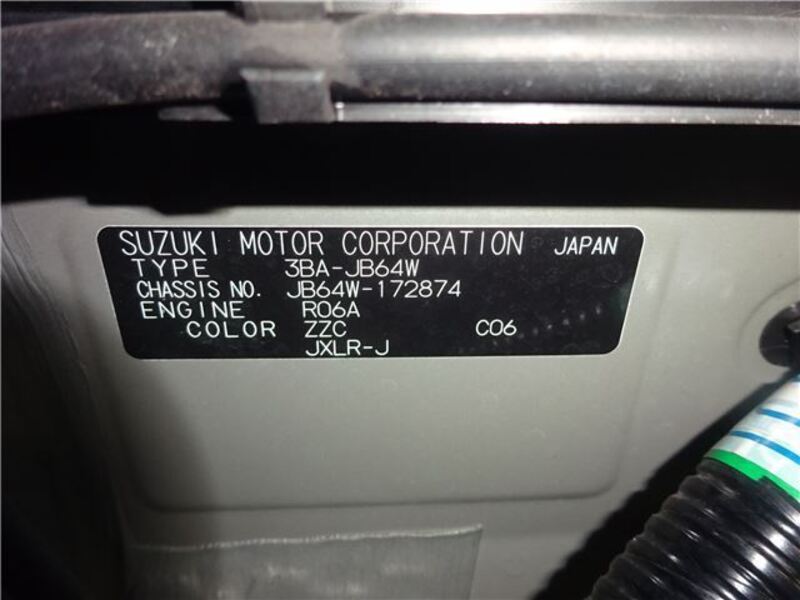 SUZUKI MOTOR CORPORATION JAPAN
TYPE 3BA-JB64W
CHASSIS NO. JB64W-172874
ENGINE R06A
COLOR ZZC C06
JXLR-J